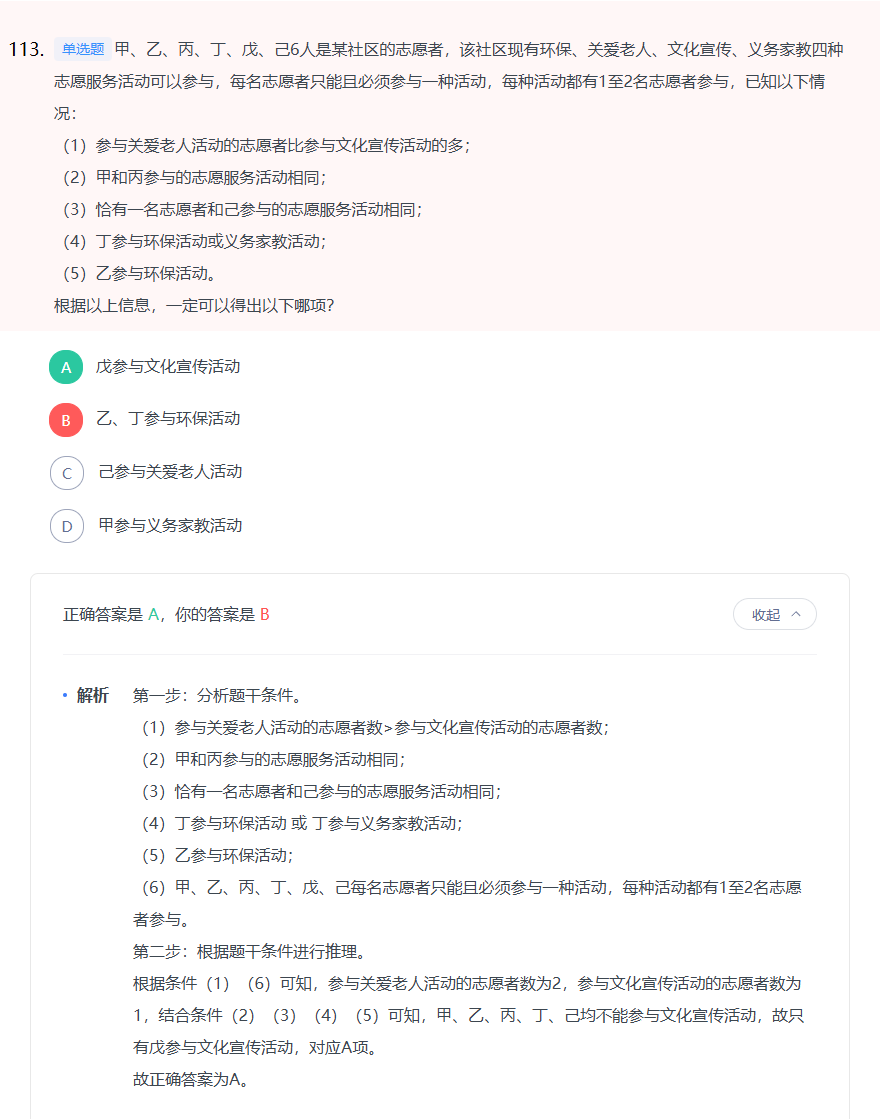 113. 单选题 甲、乙、丙、丁、戊、己6人是某社区的志愿者，该社区现有环保、关爱老人、文化宣传、义务家教四种
志愿服务活动可以参与，每名志愿者只能且必须参与一种活动，每种活动都有1至2名志愿者参与，已知以下情
况：
（1）参与关爱老人活动的志愿者比参与文化宣传活动的多；
（2）甲和丙参与的志愿服务活动相同；
（3）恰有一名志愿者和己参与的志愿服务活动相同；
（4）丁参与环保活动或义务家教活动；
（5）乙参与环保活动。
根据以上信息，一定可以得出以下哪项？
A 戊参与文化宣传活动
B 乙、丁参与环保活动
C 己参与关爱老人活动
D 甲参与义务家教活动
正确答案是 A，你的答案是 B 收起
• 解析 第一步：分析题干条件。
（1）参与关爱老人活动的志愿者数>参与文化宣传活动的志愿者数；
（2）甲和丙参与的志愿服务活动相同；
（3）恰有一名志愿者和己参与的志愿服务活动相同；
（4）丁参与环保活动 或 丁参与义务家教活动；
（5）乙参与环保活动；
（6）甲、乙、丙、丁、戊、己每名志愿者只能且必须参与一种活动，每种活动都有1至2名志愿
者参与。
第二步：根据题干条件进行推理。
根据条件（1）（6）可知，参与关爱老人活动的志愿者数为2，参与文化宣传活动的志愿者数为
1，结合条件（2）（3）（4）（5）可知，甲、乙、丙、丁、己均不能参与文化宣传活动，故只
有戊参与文化宣传活动，对应A项。
故正确答案为A。